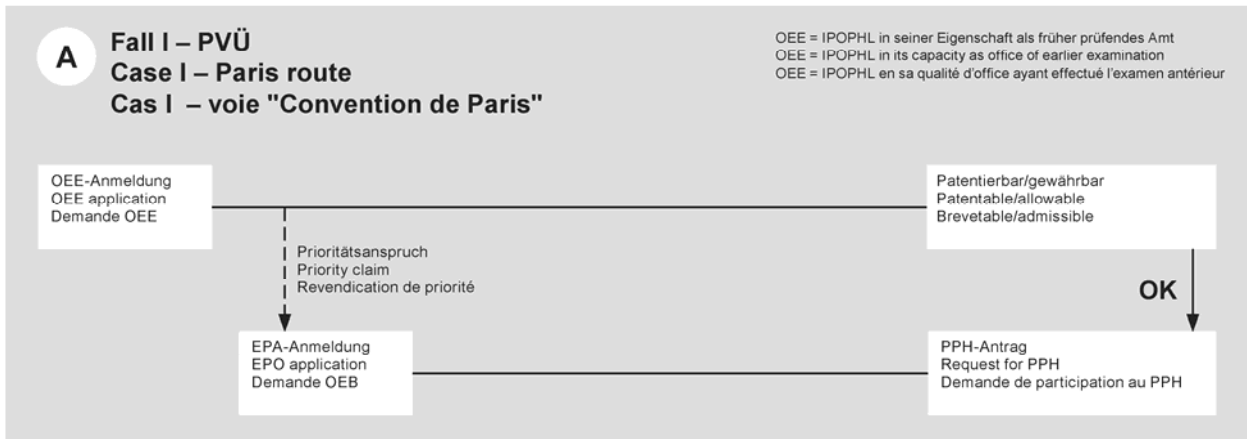 A
Fall I – PVÜ
Case I – Paris route
Cas I – voie "Convention de Paris"
OEE = IPOPHL in seiner Eigenschaft als früher prüfendes Amt
OEE = IPOPHL in its capacity as office of earlier examination
OEE = IPOPHL en sa qualité d'office ayant effectué l'examen antérieur
OEE-Anmeldung
OEE application
Demande OEE
Patentierbar/gewährbar
Patentable/allowable
Brevetable/admissible
Prioritätsanspruch
Priority claim
Revendication de priorité
OK
EPA-Anmeldung
EPO application
Demande OEB
PPH-Antrag
Request for PPH
Demande de participation au PPH